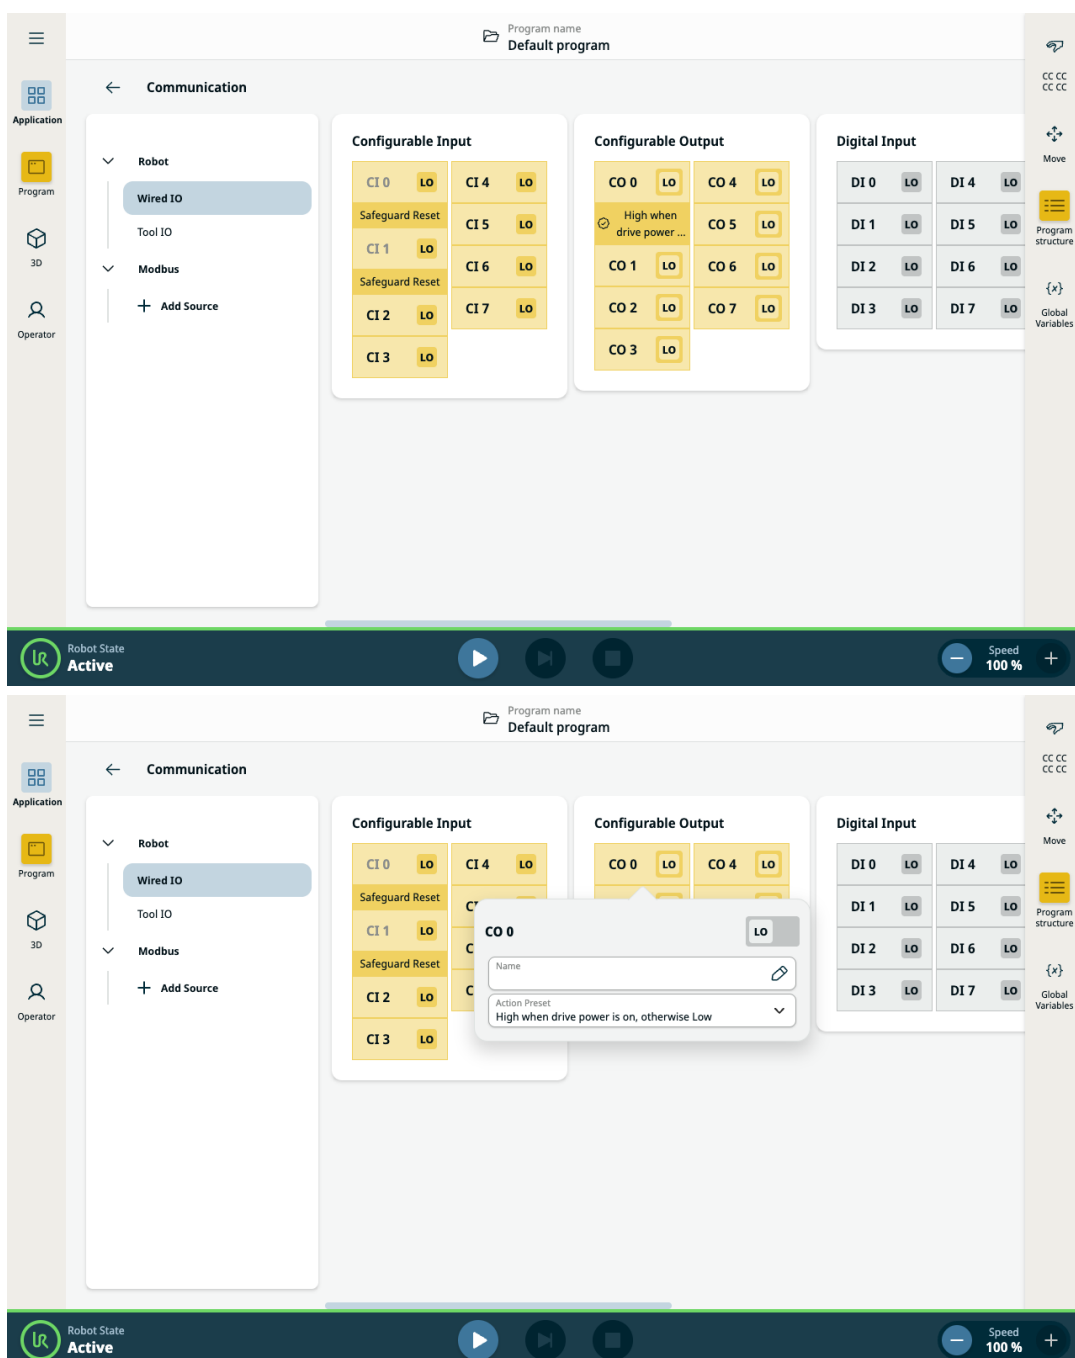 Program name
Default program
Application
Program
3D
Operator
Communication
Robot
Wired IO
Tool IO
Modbus
Add Source
Configurable Input
CI 0 LO CI 4 LO
Safeguard Reset
CI 5 LO
CI 1 LO
CI 6 LO
Safeguard Reset
CI 2 LO
CI 7 LO
CI 3 LO
Configurable Output
CO 0 LO CO 4 LO
High when
drive power ...
CO 5 LO
CO 1 LO CO 6 LO
CO 2 LO CO 7 LO
CO 3 LO
Digital Input
DI 0 LO DI 4 LO
DI 1 LO DI 5 LO
DI 2 LO DI 6 LO
DI 3 LO DI 7 LO
CC CC
CC CC
Move
Program
structure
{x}
Global
Variables
UR
Robot State
Active
Speed
100 %
Program name
Default program
Application
Program
3D
Operator
Communication
Robot
Wired IO
Tool IO
Modbus
Add Source
Configurable Input
CI 0 LO CI 4 LO
Safeguard Reset
CI 1 LO
Safeguard Reset
CI 2 LO
CI 3 LO
Configurable Output
CO 0 LO CO 4 LO
CO 0
LO
Name
Action Preset
High when drive power is on, otherwise Low
Digital Input
DI 0 LO DI 4 LO
DI 1 LO DI 5 LO
DI 2 LO DI 6 LO
DI 3 LO DI 7 LO
CC CC
CC CC
Move
Program
structure
{x}
Global
Variables
UR
Robot State
Active
Speed
100 %